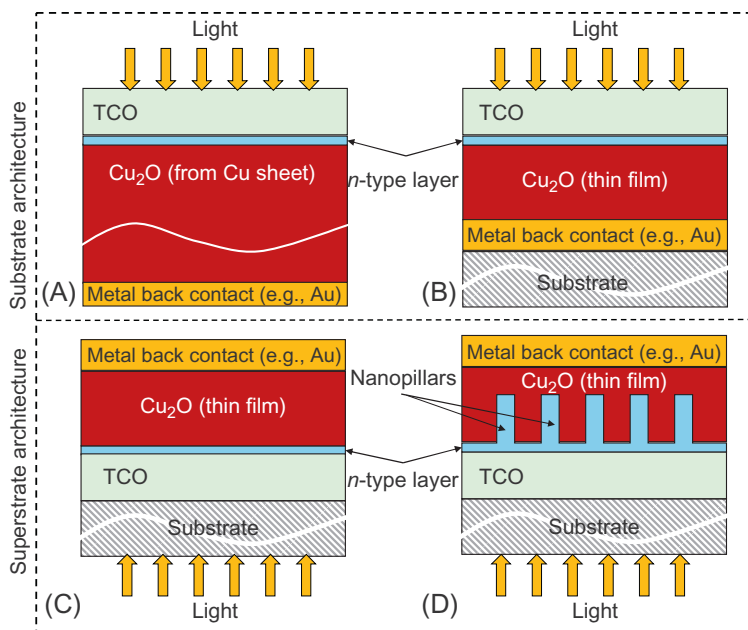 Substrate architecture
Light
TCO
Cu₂O (from Cu sheet)
Metal back contact (e.g., Au)
(A)
n-type layer
Light
TCO
Cu₂O (thin film)
Metal back contact (e.g., Au)
Substrate
(B)
Superstrate architecture
Metal back contact (e.g., Au)
Cu₂O (thin film)
TCO
Substrate
Light
(C)
Nanopillars
n-type layer
Metal back contact (e.g., Au)
Cu₂O (thin film)
TCO
Substrate
Light
(D)